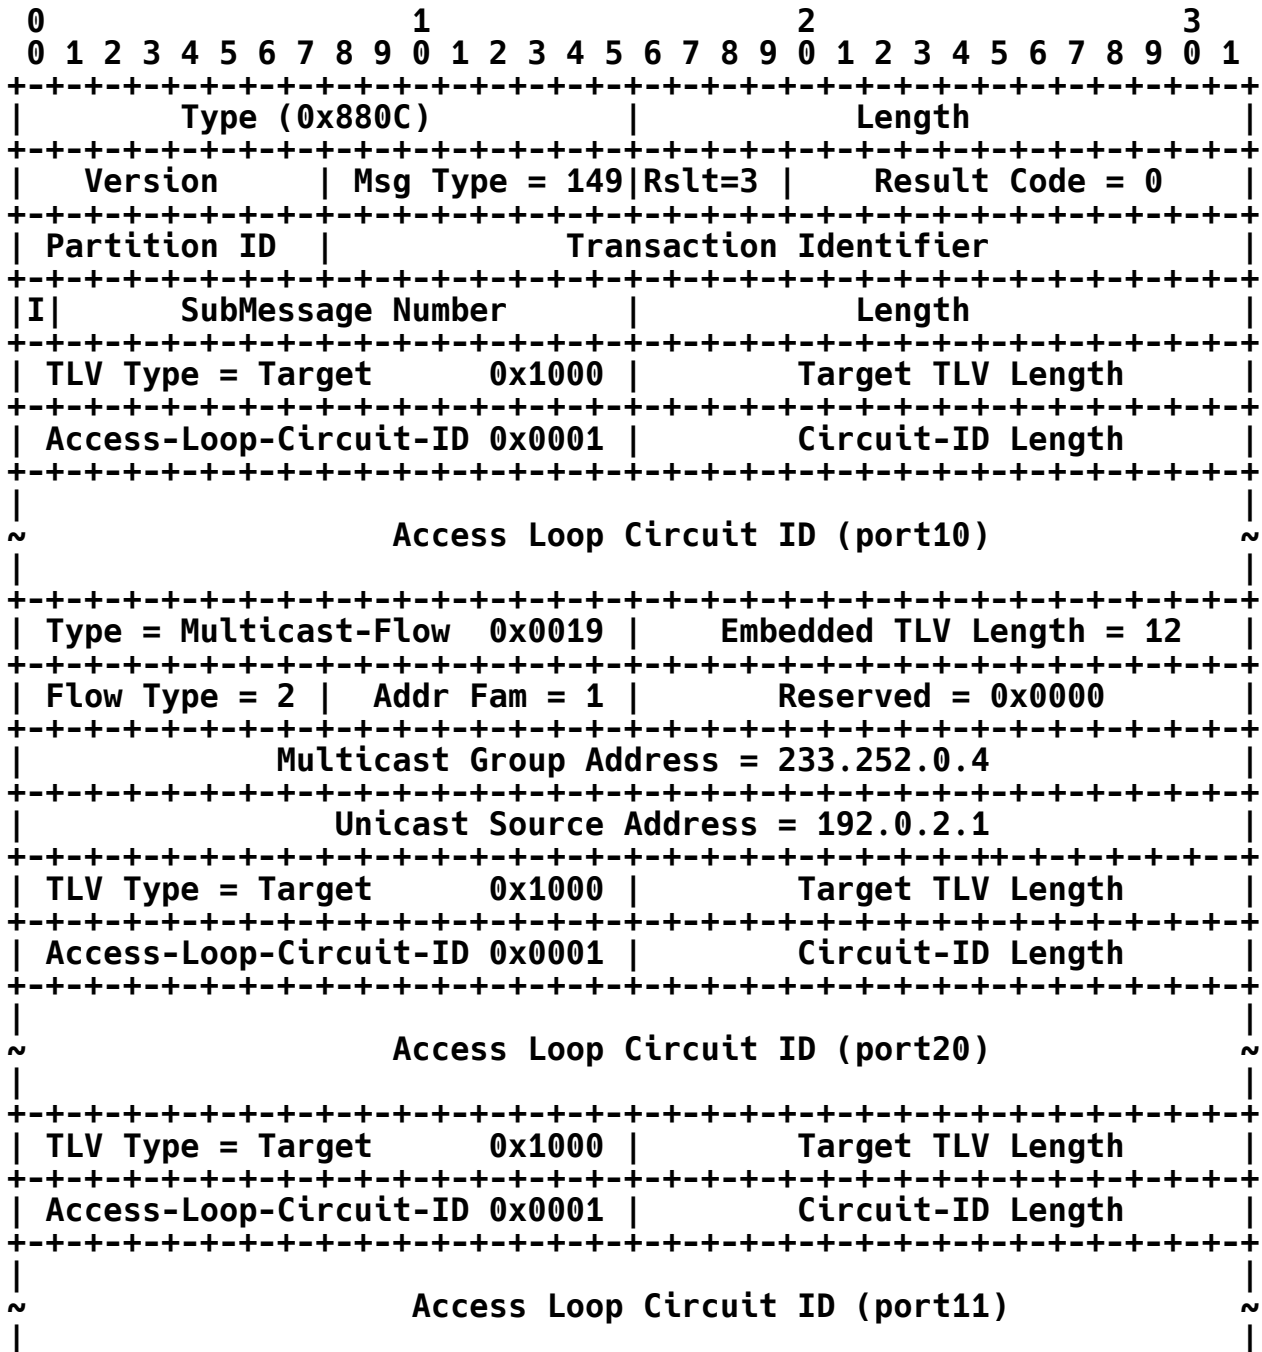 0                   1                   2                   3
 0 1 2 3 4 5 6 7 8 9 0 1 2 3 4 5 6 7 8 9 0 1 2 3 4 5 6 7 8 9 0 1
+-+-+-+-+-+-+-+-+-+-+-+-+-+-+-+-+-+-+-+-+-+-+-+-+-+-+-+-+-+-+-+-+
|        Type (0x880C)          |           Length              |
+-+-+-+-+-+-+-+-+-+-+-+-+-+-+-+-+-+-+-+-+-+-+-+-+-+-+-+-+-+-+-+-+
|   Version     | Msg Type = 149|Rslt=3 |    Result Code = 0    |
+-+-+-+-+-+-+-+-+-+-+-+-+-+-+-+-+-+-+-+-+-+-+-+-+-+-+-+-+-+-+-+-+
| Partition ID  |            Transaction Identifier             |
+-+-+-+-+-+-+-+-+-+-+-+-+-+-+-+-+-+-+-+-+-+-+-+-+-+-+-+-+-+-+-+-+
|I|      SubMessage Number      |           Length              |
+-+-+-+-+-+-+-+-+-+-+-+-+-+-+-+-+-+-+-+-+-+-+-+-+-+-+-+-+-+-+-+-+
| TLV Type = Target      0x1000 |        Target TLV Length      |
+-+-+-+-+-+-+-+-+-+-+-+-+-+-+-+-+-+-+-+-+-+-+-+-+-+-+-+-+-+-+-+-+
| Access-Loop-Circuit-ID 0x0001 |        Circuit-ID Length      |
+-+-+-+-+-+-+-+-+-+-+-+-+-+-+-+-+-+-+-+-+-+-+-+-+-+-+-+-+-+-+-+-+
|                                                               |
~                   Access Loop Circuit ID (port10)             ~
|                                                               |
+-+-+-+-+-+-+-+-+-+-+-+-+-+-+-+-+-+-+-+-+-+-+-+-+-+-+-+-+-+-+-+-+
| Type = Multicast-Flow  0x0019 |    Embedded TLV Length = 12   |
+-+-+-+-+-+-+-+-+-+-+-+-+-+-+-+-+-+-+-+-+-+-+-+-+-+-+-+-+-+-+-+-+
| Flow Type = 2 |  Addr Fam = 1 |       Reserved = 0x0000       |
+-+-+-+-+-+-+-+-+-+-+-+-+-+-+-+-+-+-+-+-+-+-+-+-+-+-+-+-+-+-+-+-+
|             Multicast Group Address = 233.252.0.4             |
+-+-+-+-+-+-+-+-+-+-+-+-+-+-+-+-+-+-+-+-+-+-+-+-+-+-+-+-+-+-+-+-+
|                Unicast Source Address = 192.0.2.1             |
+-+-+-+-+-+-+-+-+-+-+-+-+-+-+-+-+-+-+-+-+-+-+-+-+-++-+-+-+-+-+--+
| TLV Type = Target      0x1000 |        Target TLV Length      |
+-+-+-+-+-+-+-+-+-+-+-+-+-+-+-+-+-+-+-+-+-+-+-+-+-+-+-+-+-+-+-+-+
| Access-Loop-Circuit-ID 0x0001 |        Circuit-ID Length      |
+-+-+-+-+-+-+-+-+-+-+-+-+-+-+-+-+-+-+-+-+-+-+-+-+-+-+-+-+-+-+-+-+
|                                                               |
~                   Access Loop Circuit ID (port20)             ~
|                                                               |
+-+-+-+-+-+-+-+-+-+-+-+-+-+-+-+-+-+-+-+-+-+-+-+-+-+-+-+-+-+-+-+-+
| TLV Type = Target      0x1000 |        Target TLV Length      |
+-+-+-+-+-+-+-+-+-+-+-+-+-+-+-+-+-+-+-+-+-+-+-+-+-+-+-+-+-+-+-+-+
| Access-Loop-Circuit-ID 0x0001 |        Circuit-ID Length      |
+-+-+-+-+-+-+-+-+-+-+-+-+-+-+-+-+-+-+-+-+-+-+-+-+-+-+-+-+-+-+-+-+
|                                                               |
~                    Access Loop Circuit ID (port11)            ~
|                                                               |